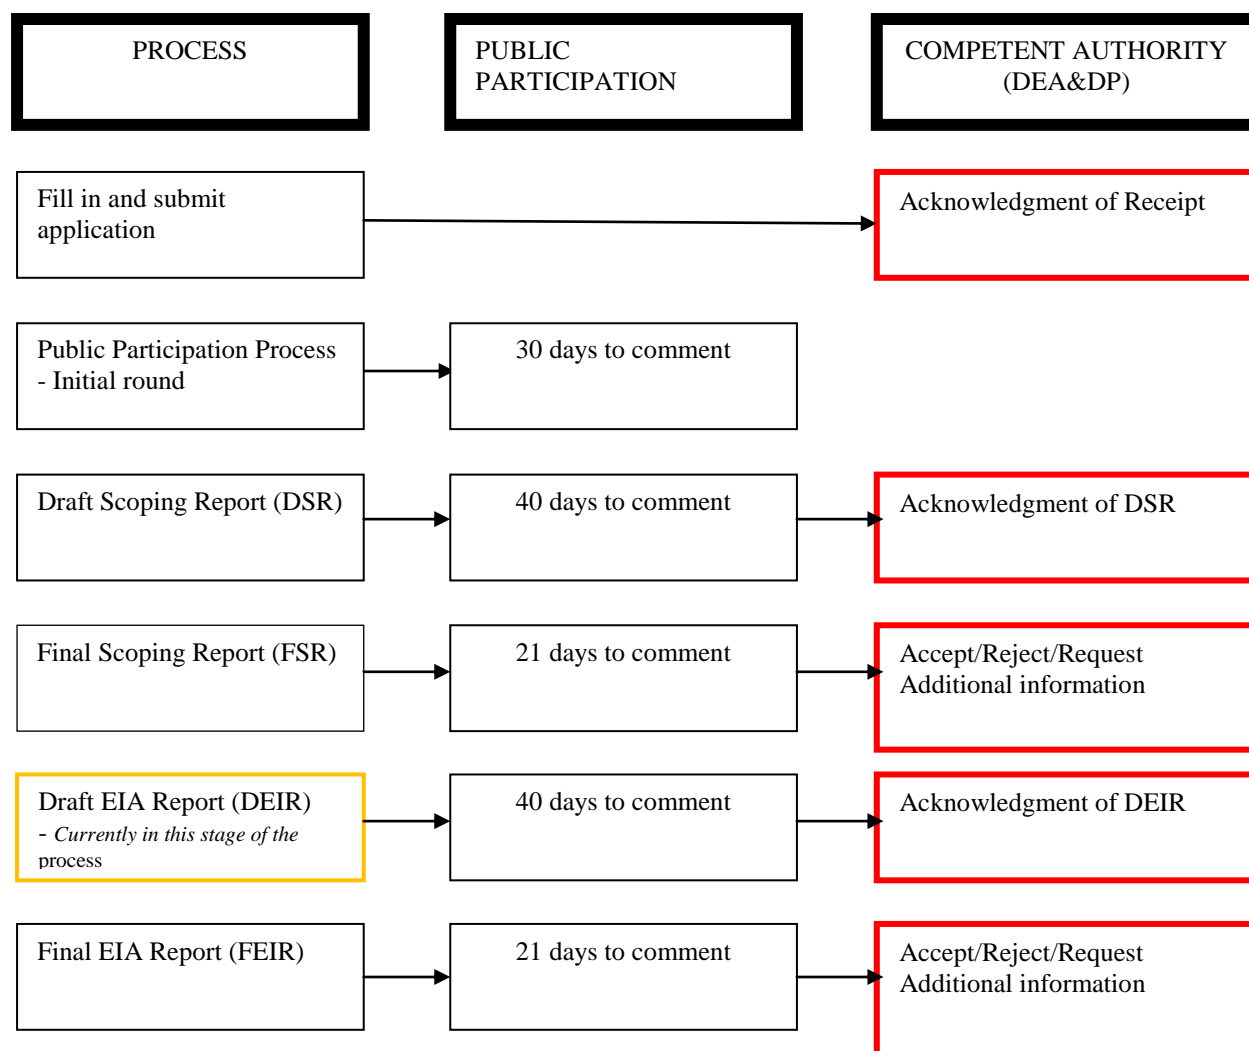 PROCESS
PUBLIC
PARTICIPATION
COMPETENT AUTHORITY
(DEA&DP)
Fill in and submit
application
Acknowledgment of Receipt
Public Participation Process
- Initial round
30 days to comment
Draft Scoping Report (DSR)
40 days to comment
Acknowledgment of DSR
Final Scoping Report (FSR)
21 days to comment
Accept/Reject/Request
Additional information
Draft EIA Report (DEIR)
- Currently in this stage of the
process
40 days to comment
Acknowledgment of DEIR
Final EIA Report (FEIR)
21 days to comment
Accept/Reject/Request
Additional information